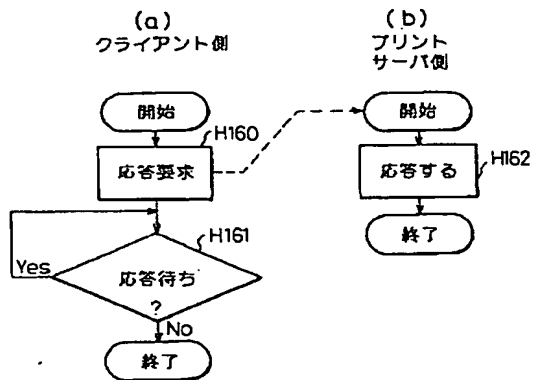 (a)
クライアント側
開始
H160
応答要求
H161
応答待ち
?
Yes
No
終了
(b)
プリント
サーバ側
開始
応答する
H162
終了